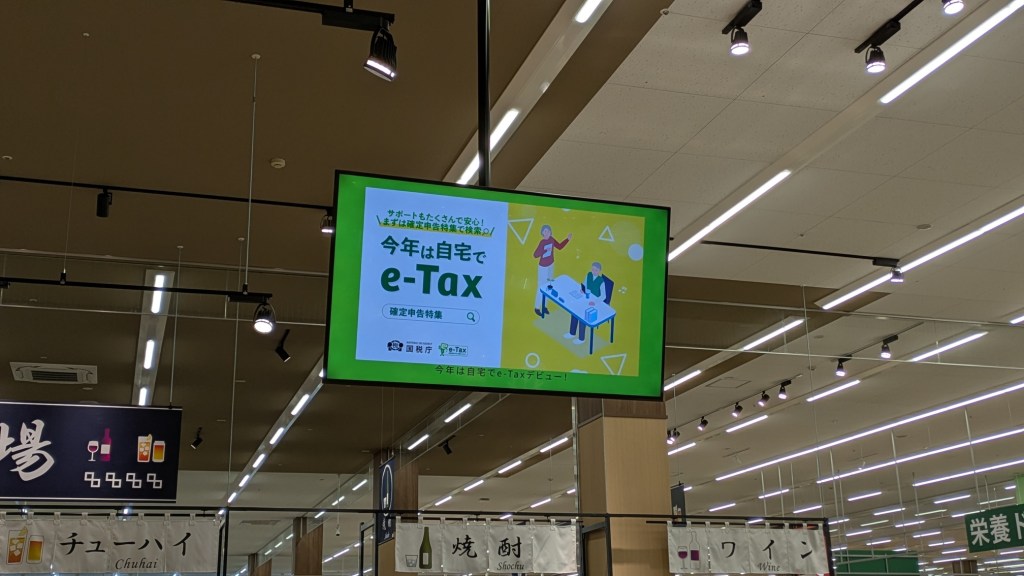 サポートもたくさんで安心！
まずは確定申告特集で検索
今年は自宅で
e-Tax
確定申告特集
国税庁
e-Tax
今年は自宅でe-Taxデビュー！
場
チューハイ
Chuhai
焼酎
Shochu
ワイン
Wine
栄養ド